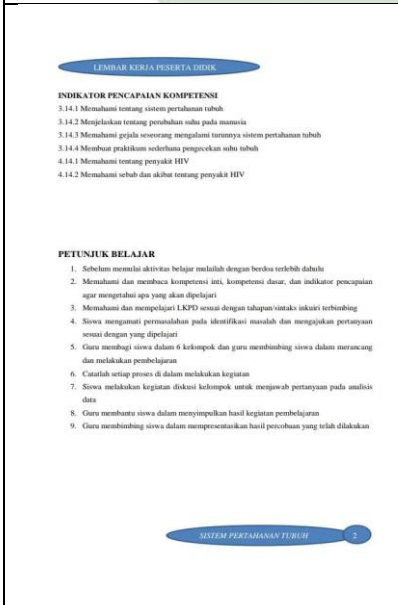 LEMBAR KERJA PESERTA DIDIK
INDIKATOR PENCAPAIAN KOMPETENSI
3.14.1 Memahami tentang sistem pertahanan tubuh
3.14.2 Menjelaskan tentang perubahan suhu pada manusia
3.14.3 Memahami gejala seseorang mengalami turunnya sistem pertahanan tubuh
3.14.4 Membuat praktikum sederhana pengecekan suhu tubuh
4.14.1 Memahami tentang penyakit HIV
4.14.2 Memahami sebab dan akibat tentang penyakit HIV
PETUNJUK BELAJAR
1. Sebelum memulai aktivitas belajar mulailah dengan berdoa terlebih dahulu
2. Memahami dan membaca kompetensi inti, kompetensi dasar, dan indikator pencapaian
agar mengetahui apa yang akan dipelajari
3. Memahami dan mempelajari LKPD sesuai dengan tahapan/sintaks inkuiri terbimbing
4. Siswa mengamati permasalahan pada identifikasi masalah dan mengajukan pertanyaan
sesuai dengan yang dipelajari
5. Guru membagi siswa dalam 6 kelompok dan guru membimbing siswa dalam merancang
dan melakukan pembelajaran
6. Catatlah setiap proses di dalam melakukan kegiatan
7. Siswa melakukan kegiatan diskusi kelompok untuk menjawab pertanyaan pada analisis
data
8. Guru membantu siswa dalam menyimpulkan hasil kegiatan pembelajaran
9. Guru membimbing siswa dalam mempresentasikan hasil percobaan yang telah dilakukan
SISTEM PERTAHANAN TUBUH 2